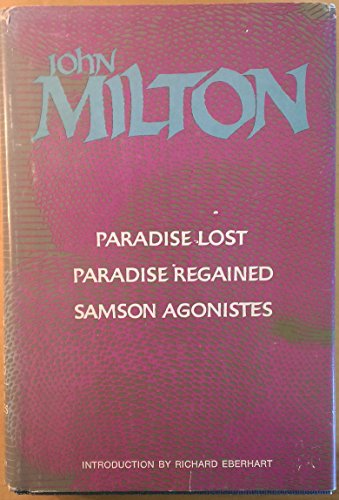 JOHN
MILTON
PARADISE LOST
PARADISE REGAINED
SAMSON AGONISTES
INTRODUCTION BY RICHARD EBERHART